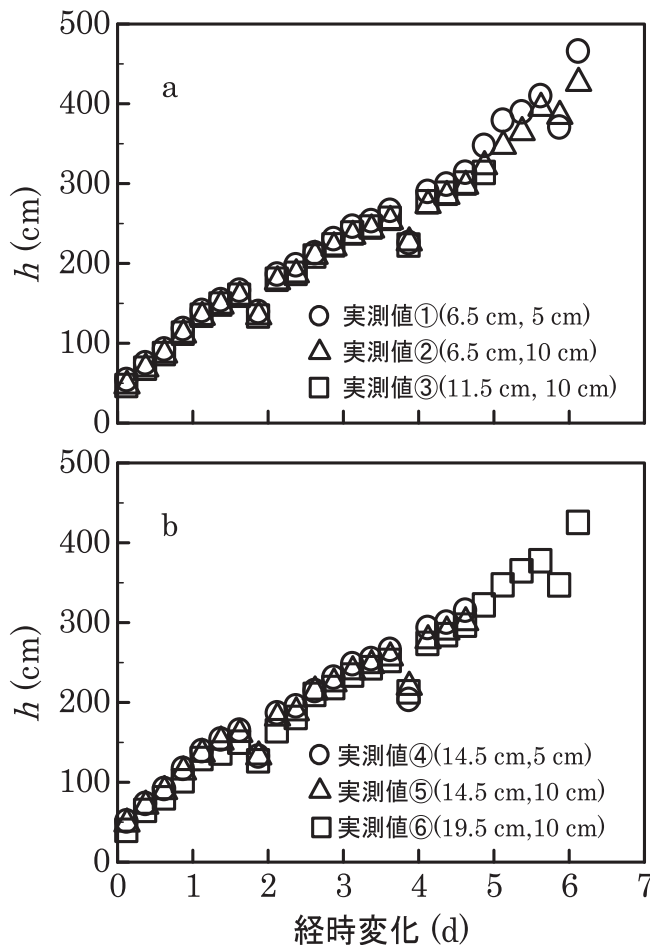 500
400
300
200
100
0
h (cm)
a
実測値①(6.5 cm, 5 cm)
実測値②(6.5 cm,10 cm)
実測値③(11.5 cm, 10 cm)
500
400
300
200
100
0
h (cm)
b
実測値④(14.5 cm,5 cm)
実測値⑤(14.5 cm,10 cm)
実測値⑥(19.5 cm,10 cm)
0 1 2 3 4 5 6 7
経時変化 (d)